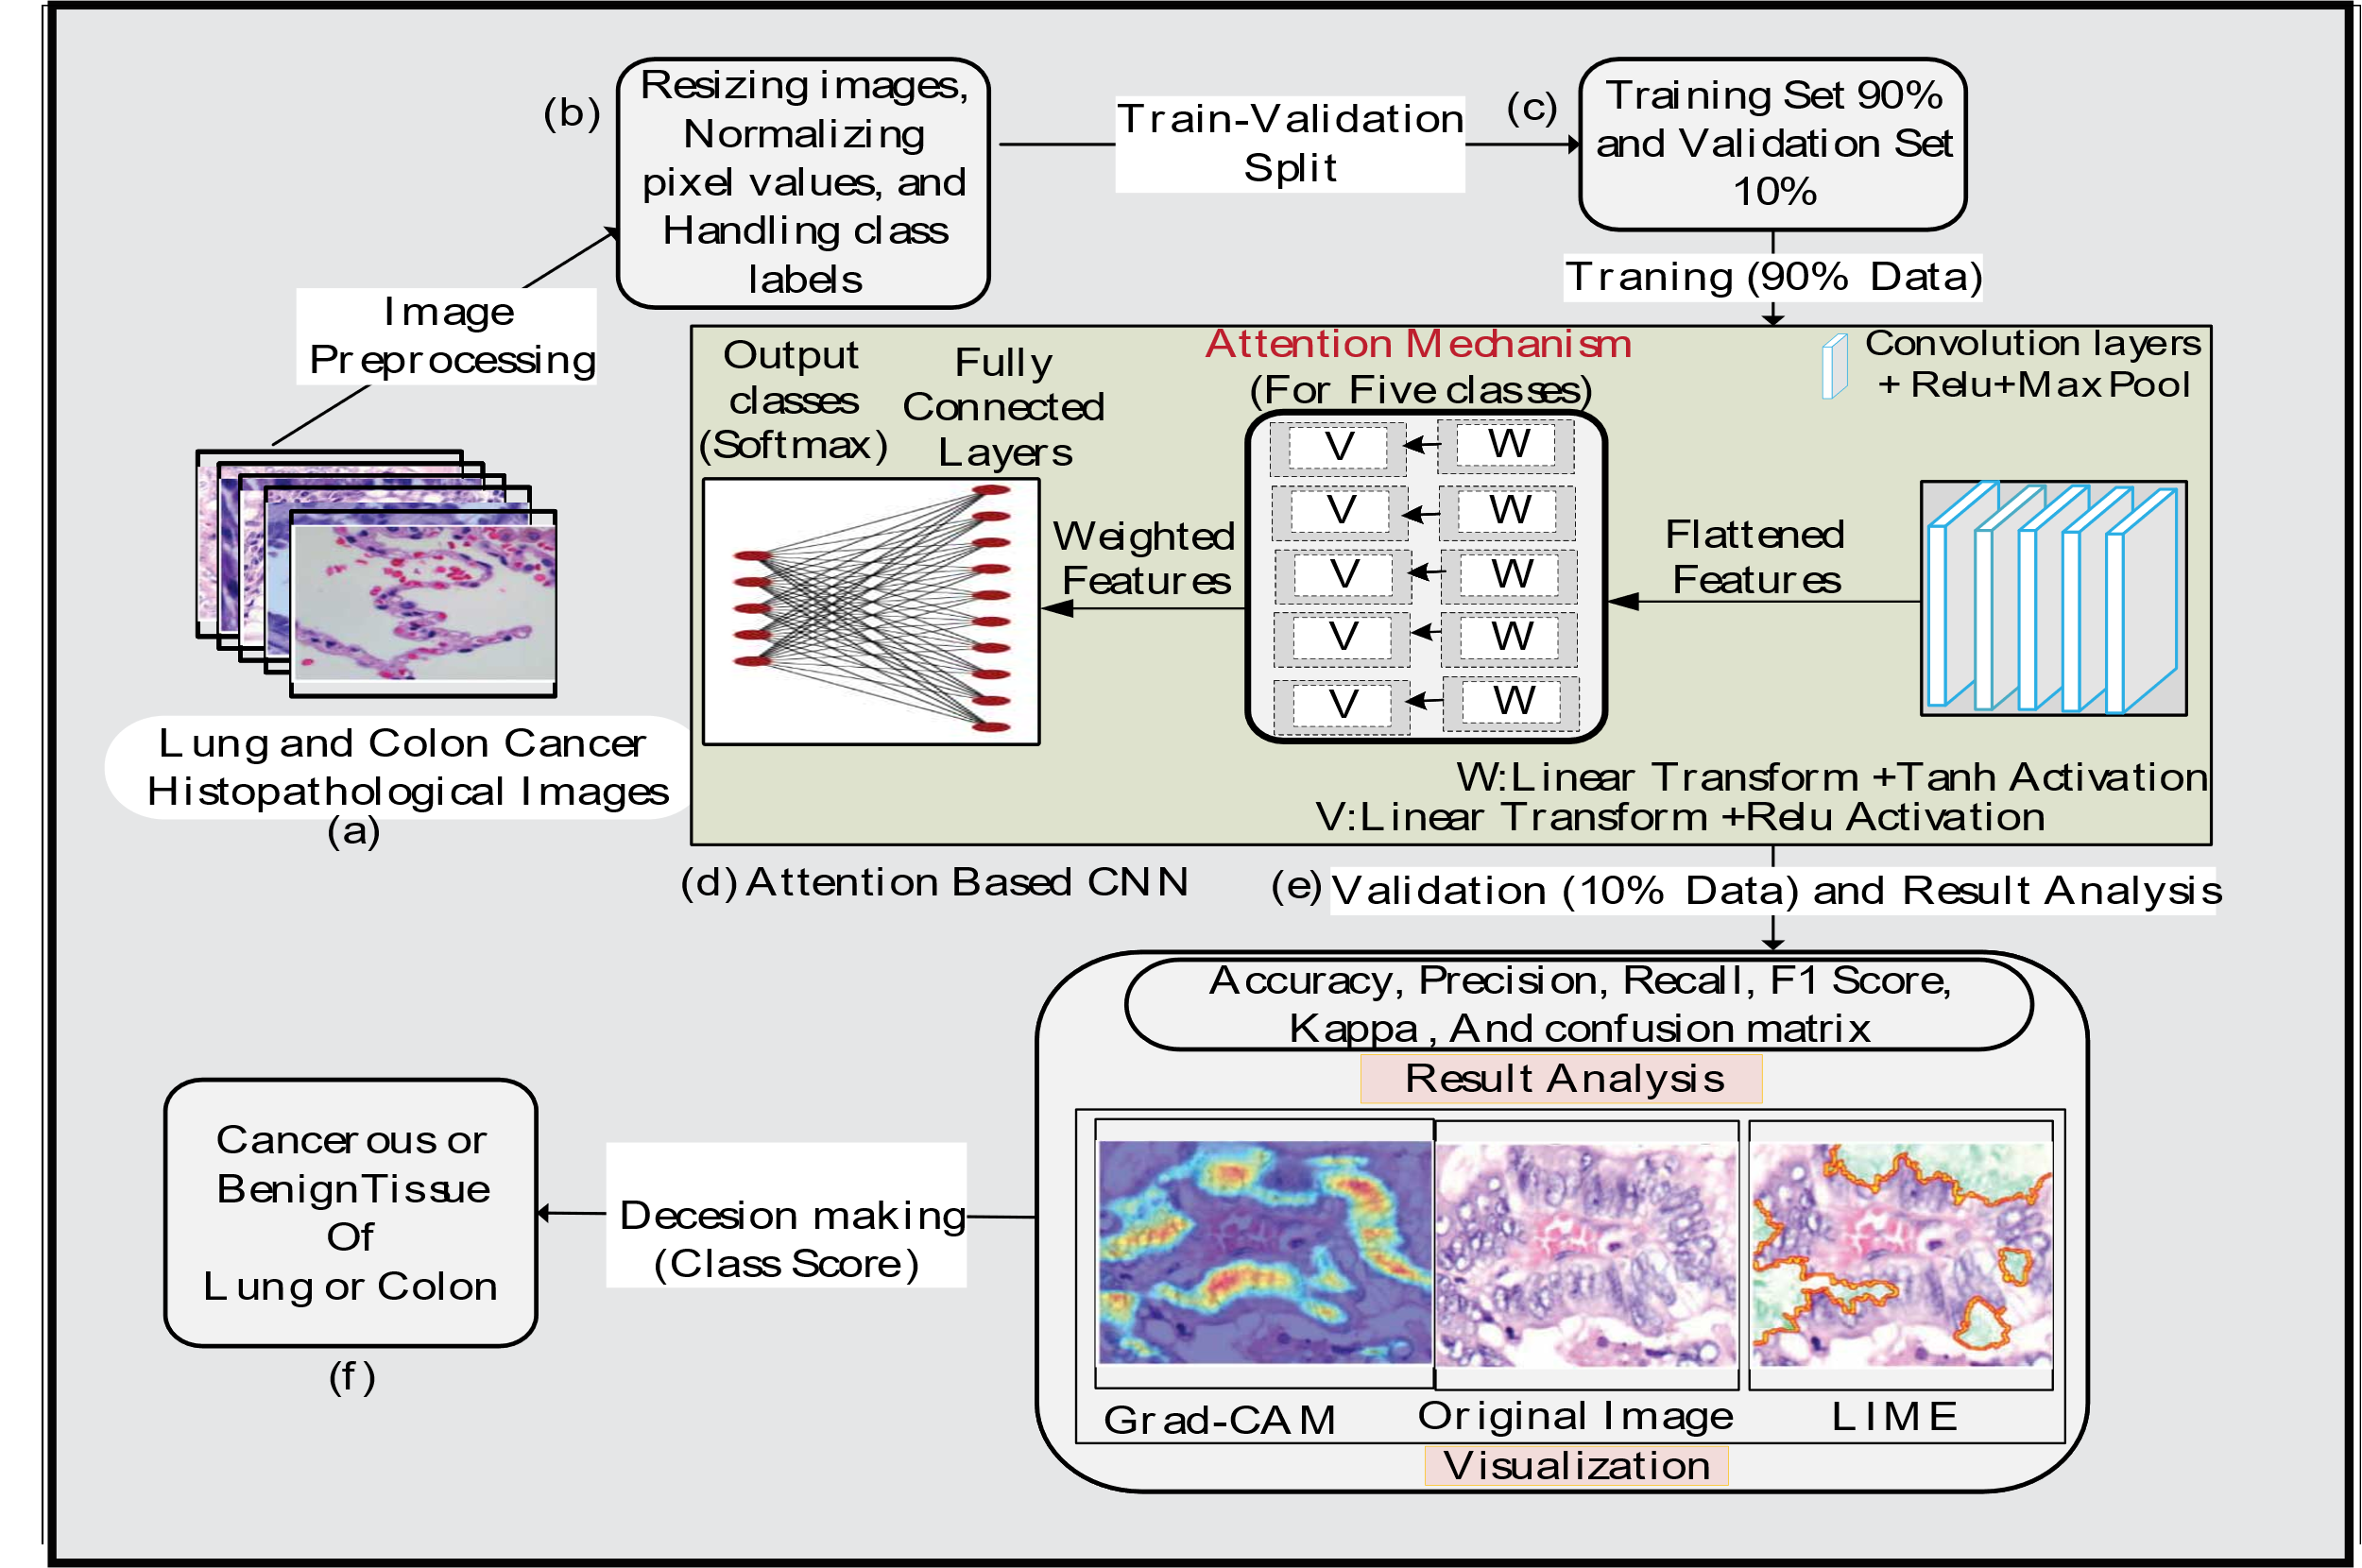 (b)
Resizing images,
Normalizing
pixel values, and
Handling class
labels
Train-Validation
Split
(c)
Training Set 90%
and Validation Set
10%
Traning (90% Data)
Image
Preprocessing
Lung and Colon Cancer
Histopathological Images
(a)
Output
classes
(Softmax)
Fully
Connected
Layers
Attention Mechanism
(For Five classes)
Convolution layers
+ Relu+Max Pool
V W
V W
V W
V W
V W
Weighted
Features
Flattened
Features
W:Linear Transform +Tanh Activation
V:Linear Transform +Relu Activation
(d) Attention Based CNN
(e) Validation (10% Data) and Result Analysis
Accuracy, Precision, Recall, F1 Score,
Kappa , And confusion matrix
Result Analysis
Grad-CAM
Original Image
LIME
Visualization
Decesion making
(Class Score)
Cancerous or
Benign Tissue
Of
Lung or Colon
(f)